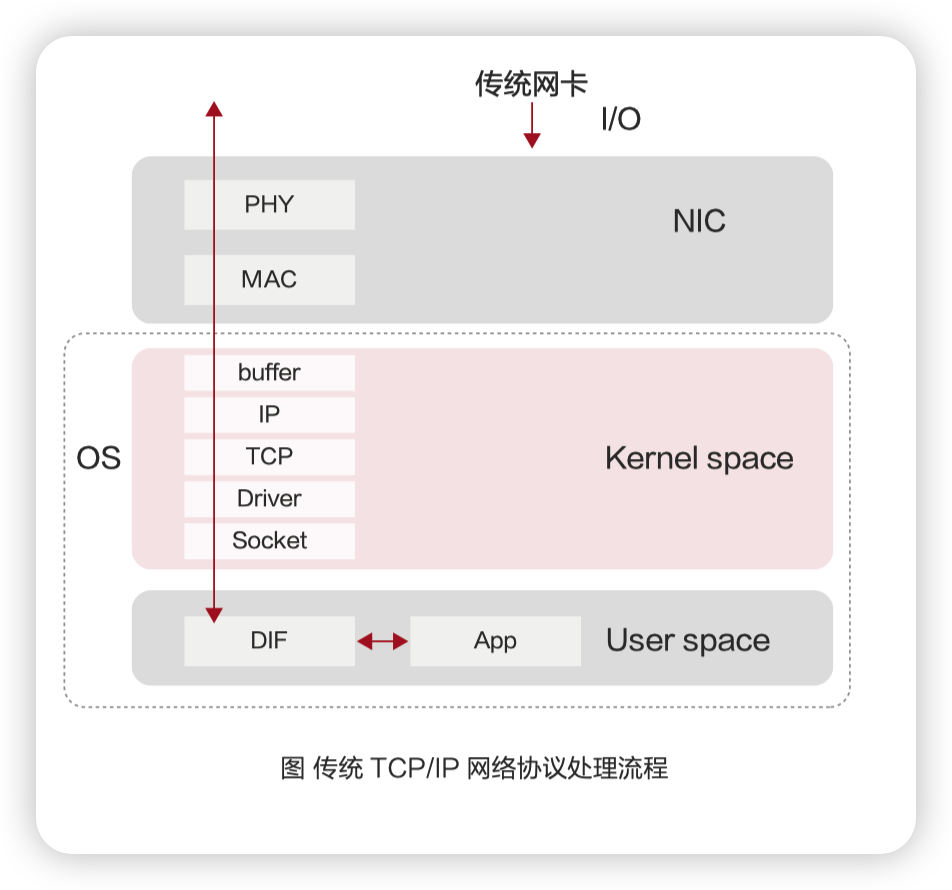 传统网卡
I/O
PHY
NIC
MAC
buffer
IP
OS
TCP
Kernel space
Driver
Socket
DIF
App
User space
图 传统 TCP/IP 网络协议处理流程